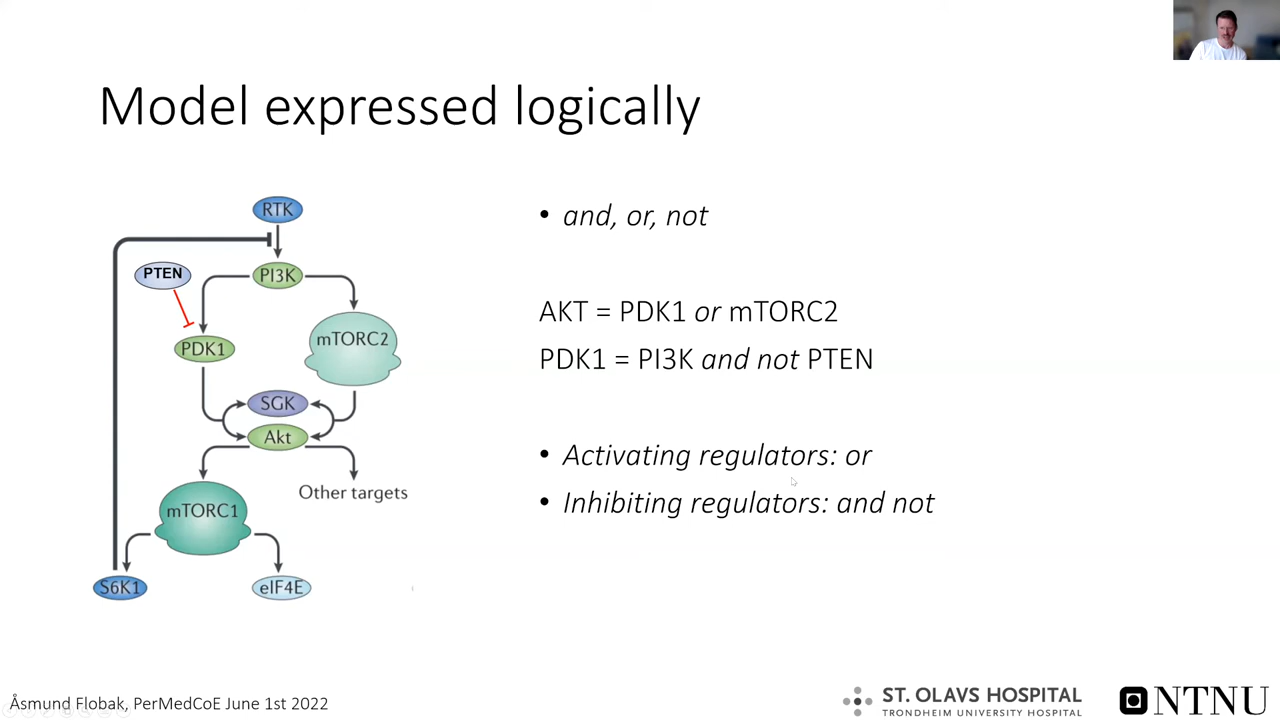 Model expressed logically
RTK
PTEN
PI3K
mTORC2
PDK1
SGK
Akt
Other targets
mTORC1
S6K1
eIF4E
• and, or, not
AKT = PDK1 or mTORC2
PDK1 = PI3K and not PTEN
• Activating regulators: or
• Inhibiting regulators: and not
Åsmund Flobak, PerMedCoE June 1st 2022
ST. OLAVS HOSPITAL
TRONDHEIM UNIVERSITY HOSPITAL
NTNU